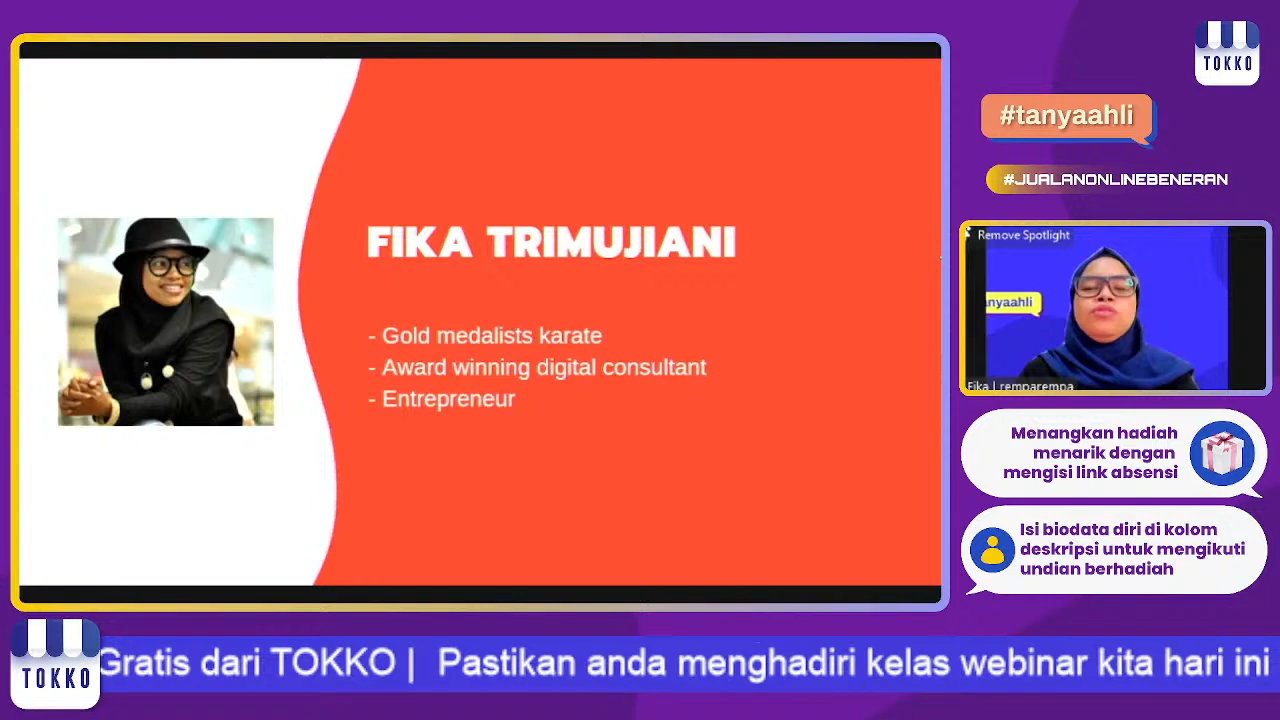 TOKKO
#tanyaahli
#JUALANONLINEBENERAN
FIKA TRIMUJIANI
- Gold medalists karate
- Award winning digital consultant
- Entrepreneur
Remove Spotlight
anyaahli
Fika | remparempa
Menangkan hadiah
menarik dengan
mengisi link absensi
Isi biodata diri di kolom
deskripsi untuk mengikuti
undian berhadiah
TOKKO
Gratis dari TOKKO | Pastikan anda menghadiri kelas webinar kita hari ini